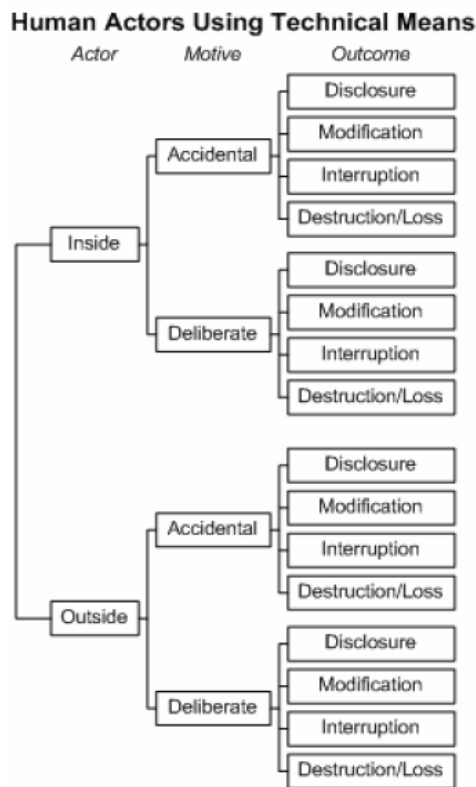 Human Actors Using Technical Means
Actor Motive Outcome
Disclosure
Modification
Accidental
Interruption
Destruction/Loss
Inside
Disclosure
Modification
Deliberate
Interruption
Destruction/Loss
Disclosure
Modification
Accidental
Interruption
Destruction/Loss
Outside
Disclosure
Modification
Deliberate
Interruption
Destruction/Loss